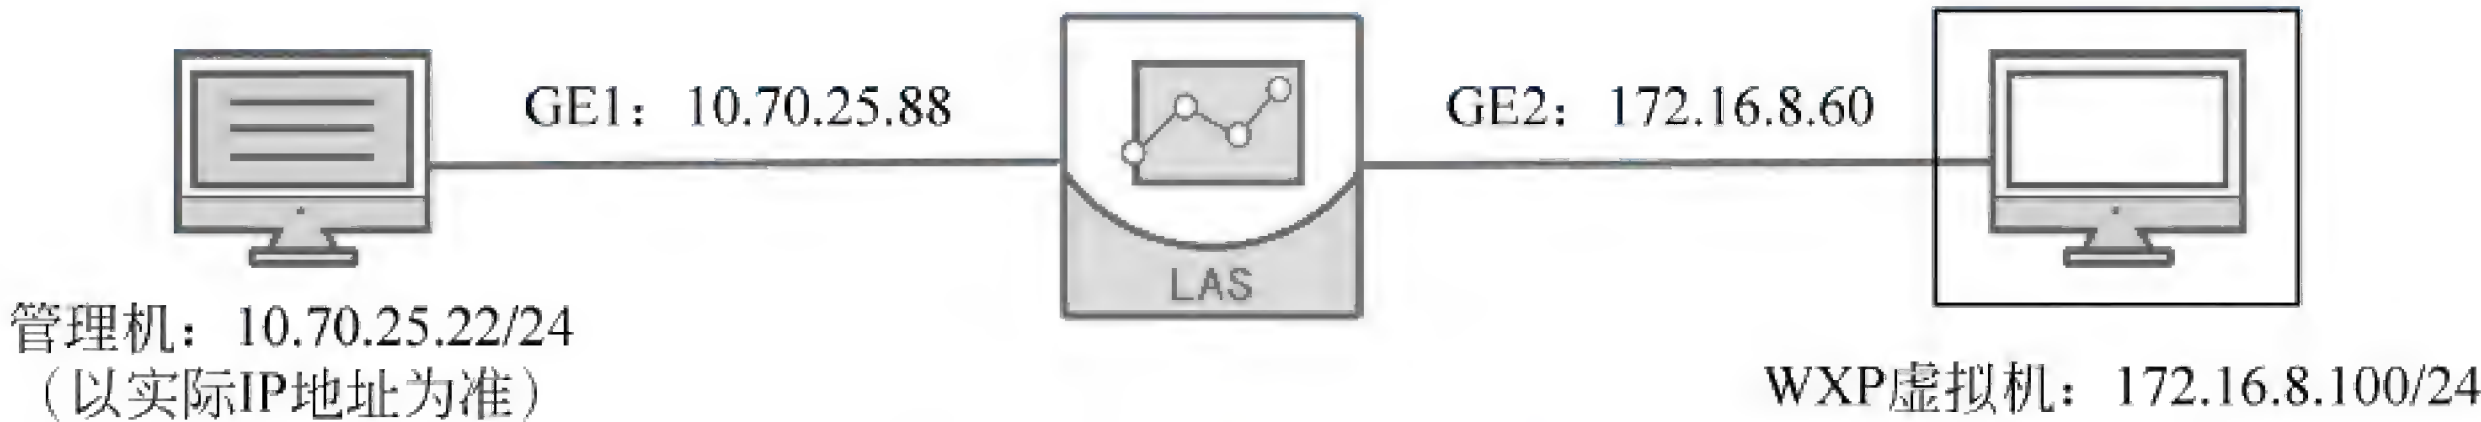 GE1：10.70.25.88
GE2：172.16.8.60
LAS
管理机：10.70.25.22/24
（以实际IP地址为准）
WXP虚拟机：172.16.8.100/24